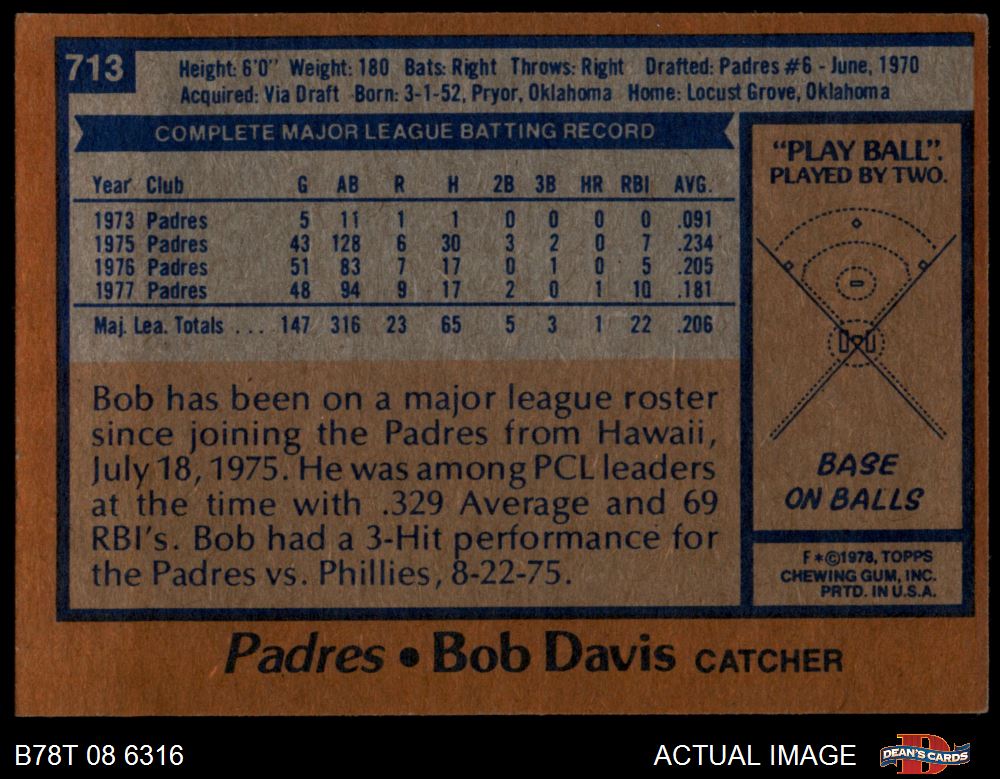 713
Height: 6'0" Weight: 180 Bats: Right Throws: Right Drafted: Padres #6 - June, 1970
Acquired: Via Draft Born: 3-1-52, Pryor, Oklahoma Home: Locust Grove, Oklahoma
COMPLETE MAJOR LEAGUE BATTING RECORD
Year Club G AB R H 2B 3B HR RBI AVG.
1973 Padres 5 11 1 1 0 0 0 0 .091
1975 Padres 43 128 6 30 3 2 0 7 .234
1976 Padres 51 83 7 17 0 1 0 5 .205
1977 Padres 48 94 9 17 2 0 1 10 .181
Maj. Lea. Totals . . . . 147 316 23 65 5 3 1 22 .206
Bob has been on a major league roster
since joining the Padres from Hawaii,
July 18, 1975. He was among PCL leaders
at the time with .329 Average and 69
RBI's. Bob had a 3-Hit performance for
the Padres vs. Phillies, 8-22-75.
"PLAY BALL".
PLAYED BY TWO.
BASE
ON BALLS
F*©1978, TOPPS
CHEWING GUM, INC.
PRTD. IN U.S.A.
Padres • Bob Davis CATCHER
B78T 08 6316
ACTUAL IMAGE
DEAN'S CARDS